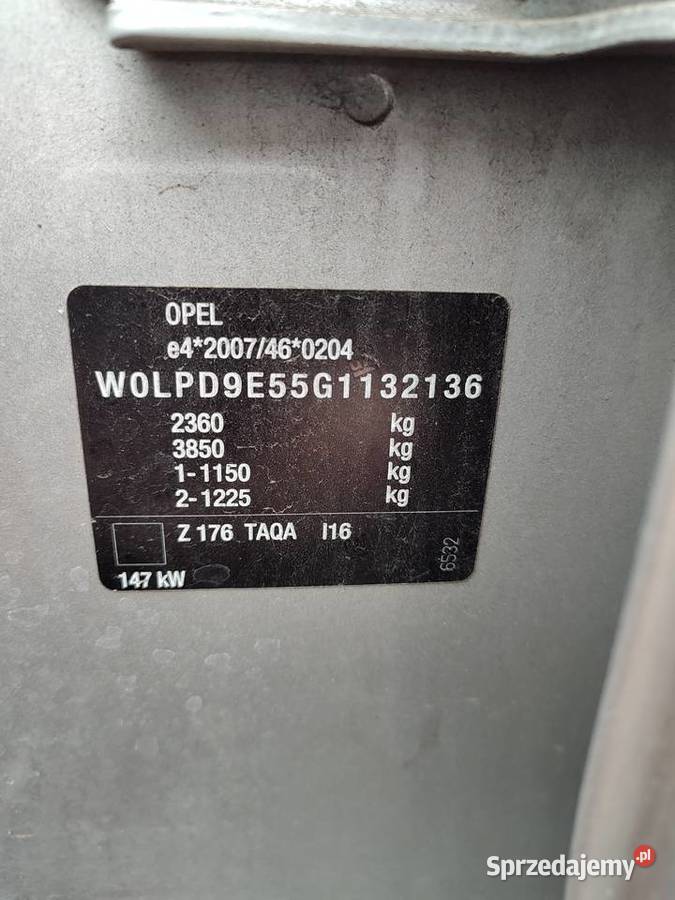 OPEL
e4*2007/46*0204
W0LPD9E55G1132136
2360 kg
3850 kg
1-1150 kg
2-1225 kg
Z 176 TAQA I16
6532
147 kW
Sprzedajemy.pl